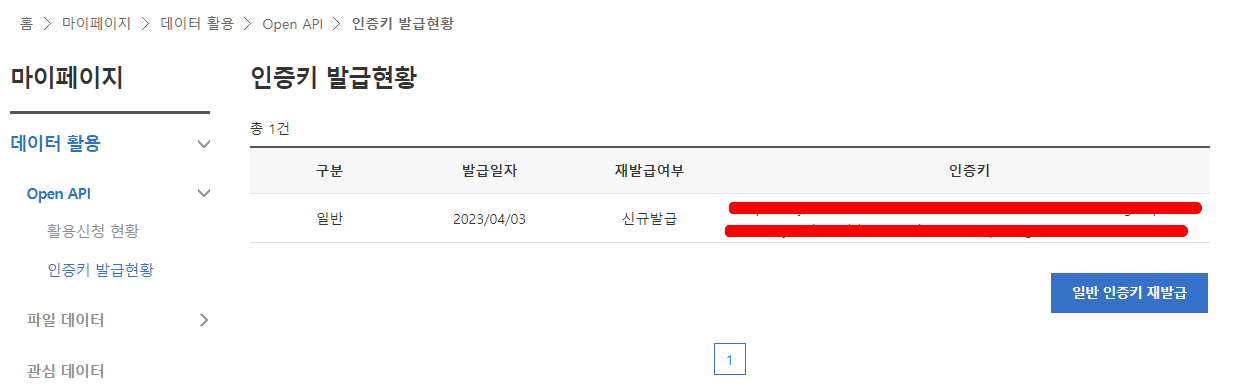 홈 > 마이페이지 > 데이터 활용 > Open API > 인증키 발급현황
마이페이지
데이터 활용
Open API
활용신청 현황
인증키 발급현황
파일 데이터
관심 데이터
인증키 발급현황
총 1건
구분 발급일자 재발급여부 인증키
일반 2023/04/03 신규발급
일반 인증키 재발급
1